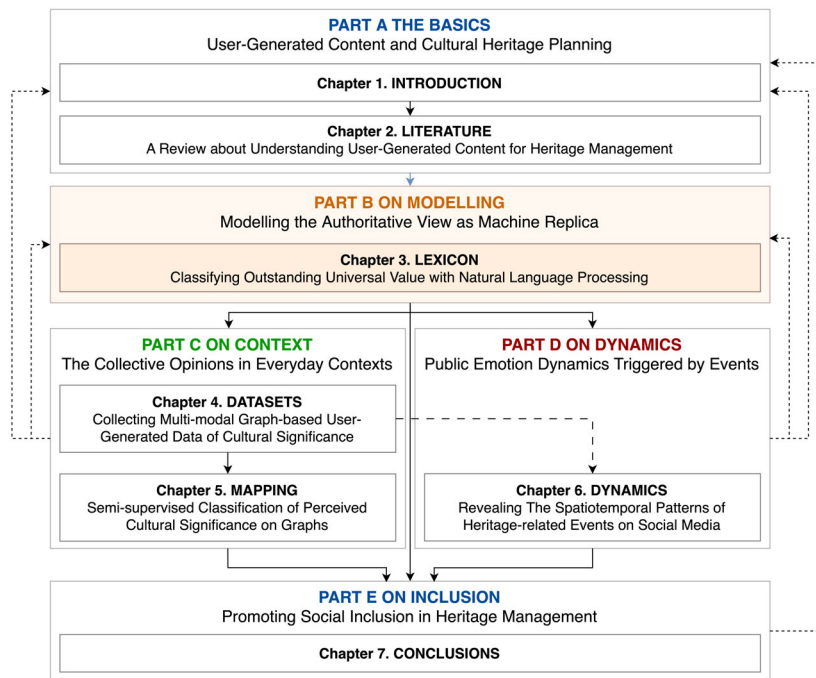 PART A THE BASICS
User-Generated Content and Cultural Heritage Planning
Chapter 1. INTRODUCTION
Chapter 2. LITERATURE
A Review about Understanding User-Generated Content for Heritage Management
PART B ON MODELLING
Modelling the Authoritative View as Machine Replica
Chapter 3. LEXICON
Classifying Outstanding Universal Value with Natural Language Processing
PART C ON CONTEXT
The Collective Opinions in Everyday Contexts
Chapter 4. DATASETS
Collecting Multi-modal Graph-based User-
Generated Data of Cultural Significance
Chapter 5. MAPPING
Semi-supervised Classification of Perceived
Cultural Significance on Graphs
PART D ON DYNAMICS
Public Emotion Dynamics Triggered by Events
Chapter 6. DYNAMICS
Revealing The Spatiotemporal Patterns of
Heritage-related Events on Social Media
PART E ON INCLUSION
Promoting Social Inclusion in Heritage Management
Chapter 7. CONCLUSIONS